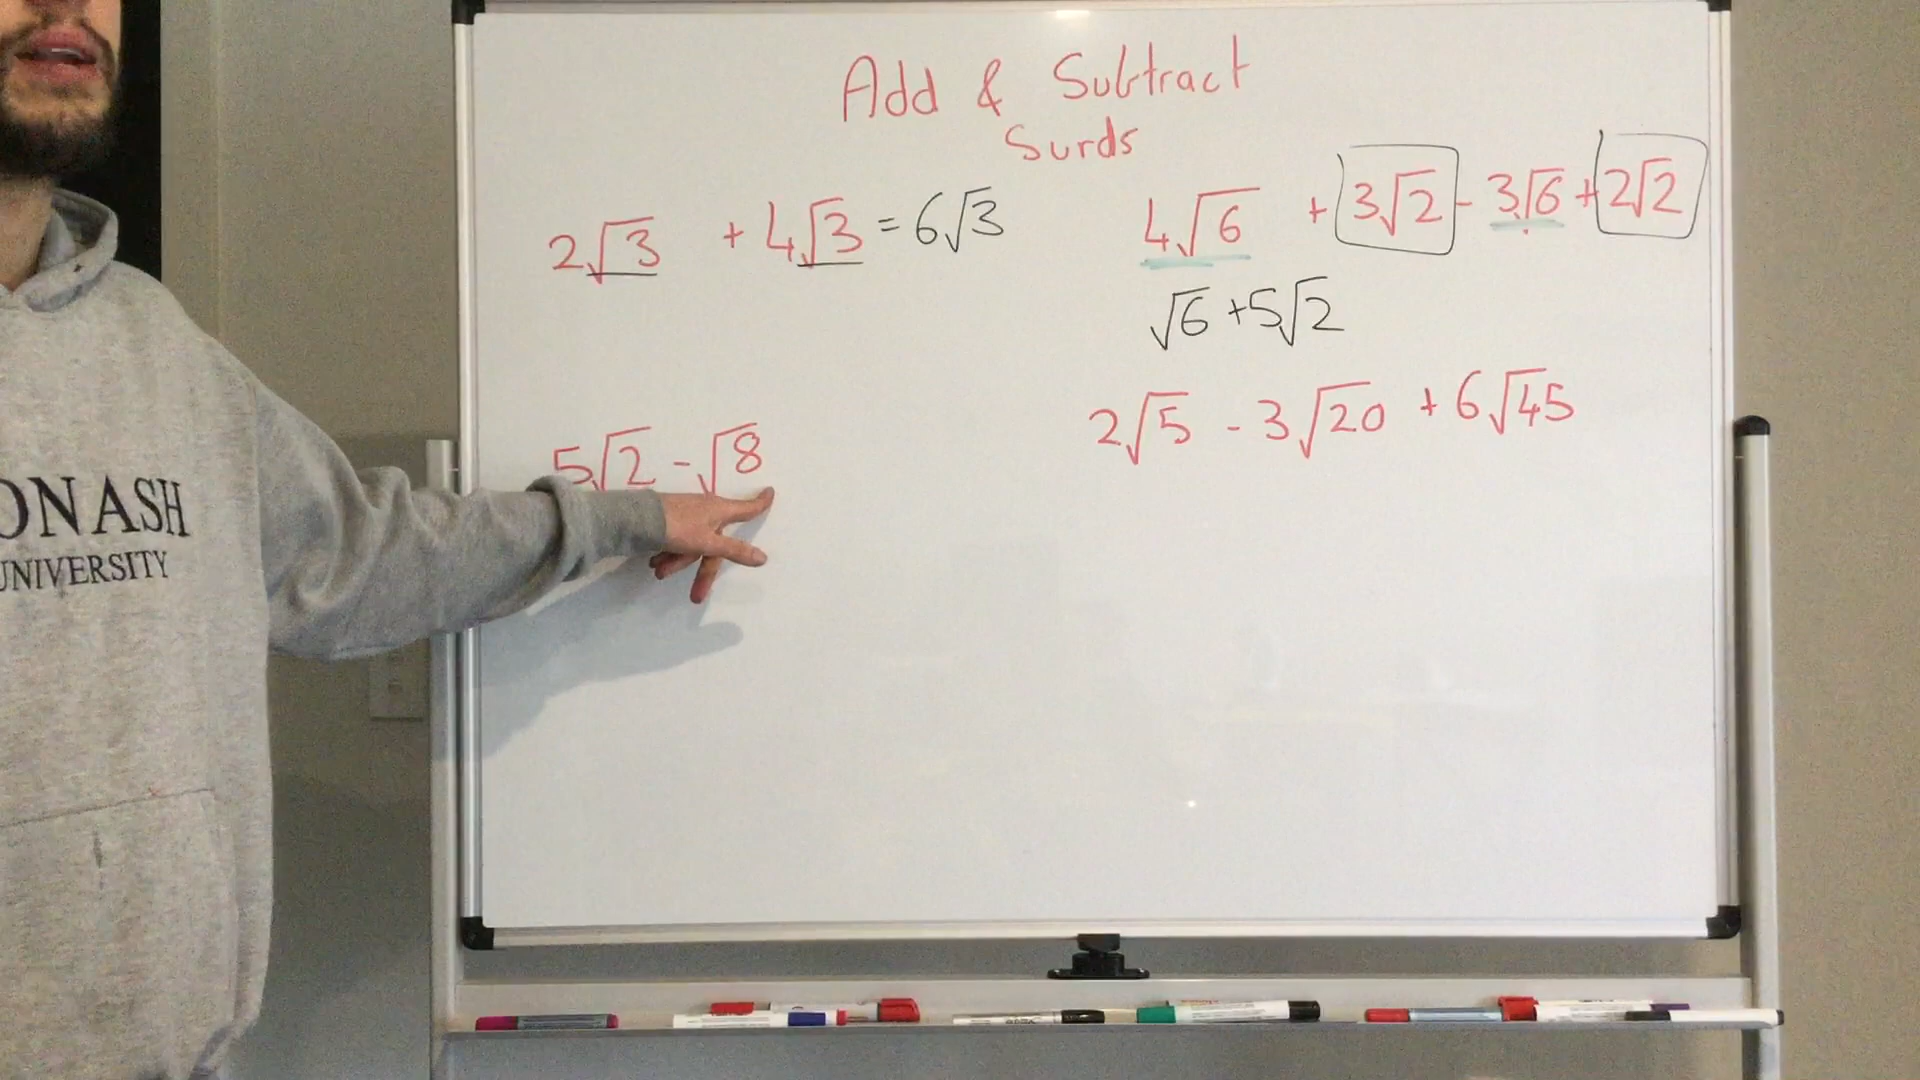 Add & Subtract
Surds
2√3 + 4√3 = 6√3
4√6 + 3√2 - 3√6 + 2√2
√6 + 5√2
5√2 - √8
2√5 - 3√20 + 6√45
ONASH
UNIVERSITY